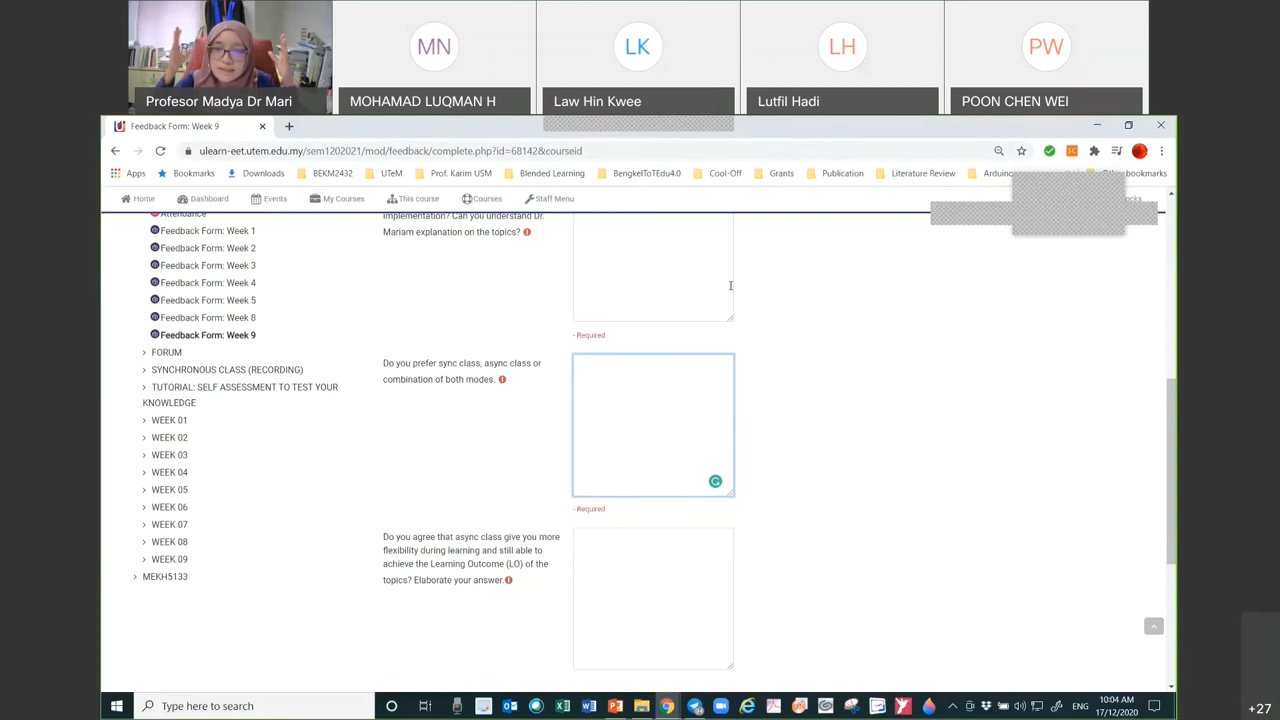 MN
LK
LH
PW
Profesor Madya Dr Mari
MOHAMAD LUQMAN H
Law Hin Kwee
Lutfil Hadi
POON CHEN WEI
Feedback Form: Week 9
ulearn-eet.utem.edu.my/sem1202021/mod/feedback/complete.php?id=68142&courseid
Apps
Bookmarks
Downloads
BEKM2432
UTeM
Prof. Karim USM
Blended Learning
BengkelToTEdu4.0
Cool-Off
Grants
Publication
Literature Review
bookmarks
Home
Dashboard
Events
My Courses
This course
Courses
Staff Menu
Attendance
Feedback Form: Week 1
Feedback Form: Week 2
Feedback Form: Week 3
Feedback Form: Week 4
Feedback Form: Week 5
Feedback Form: Week 8
Feedback Form: Week 9
FORUM
SYNCHRONOUS CLASS (RECORDING)
TUTORIAL: SELF ASSESSMENT TO TEST YOUR
KNOWLEDGE
WEEK 01
WEEK 02
WEEK 03
WEEK 04
WEEK 05
WEEK 06
WEEK 07
WEEK 08
WEEK 09
MEKH5133
implementation? Can you understand Dr.
Mariam explanation on the topics?
- Required
Do you prefer sync class, async class or
combination of both modes.
- Required
Do you agree that async class give you more
flexibility during learning and still able to
achieve the Learning Outcome (LO) of the
topics? Elaborate your answer.
Type here to search
10:04 AM
17/12/2020
+27